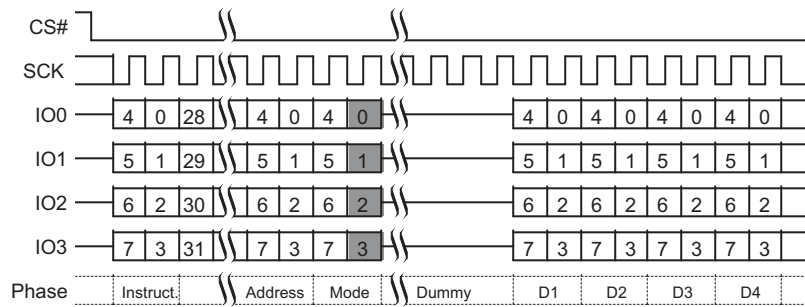 CS#
SCK
IO0 4 0 28 4 0 4 0 4 0 4 0 4 0 4 0
IO1 5 1 29 5 1 5 1 5 1 5 1 5 1 5 1
IO2 6 2 30 6 2 6 2 6 2 6 2 6 2 6 2
IO3 7 3 31 7 3 7 3 7 3 7 3 7 3 7 3
Phase Instruct. Address Mode Dummy D1 D2 D3 D4